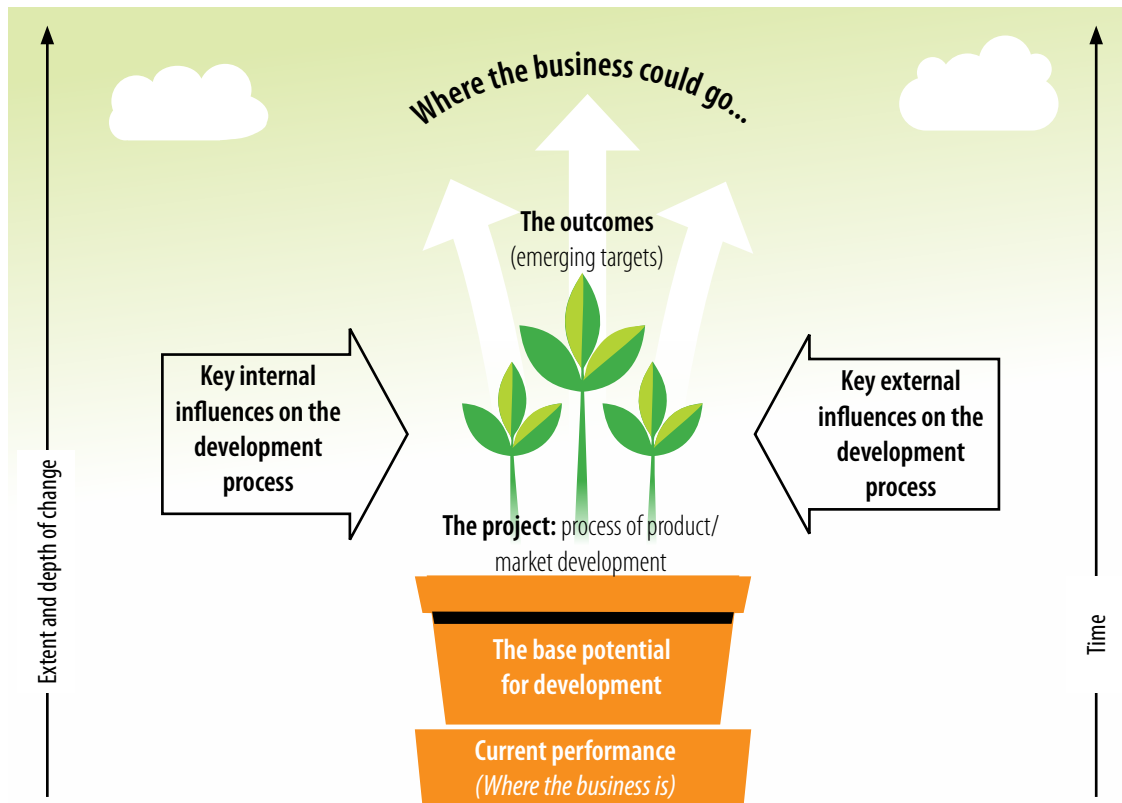 Where the business could go...
The outcomes
(emerging targets)
Key internal
influences on the
development
process
Key external
influences on the
development
process
Extent and depth of change
Time
The project: process of product/
market development
The base potential
for development
Current performance
(Where the business is)